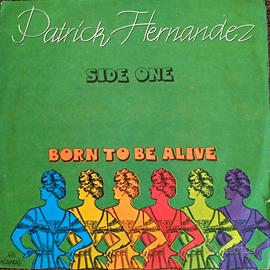 Patrick Hernandez
SIDE ONE
BORN TO BE ALIVE